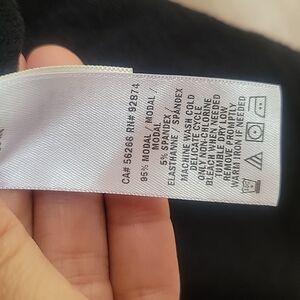 CA# 56266 RN# 92874
95% MODAL / MODAL /
MODAL
5% SPANDEX /
ELASTHANNE / SPANDEX
MACHINE WASH COLD
DELICATE CYCLE
ONLY NON-CHLORINE
BLEACH WHEN NEEDED
TUMBLE DRY LOW
REMOVE PROMPTLY
WARM IRON IF NEEDED